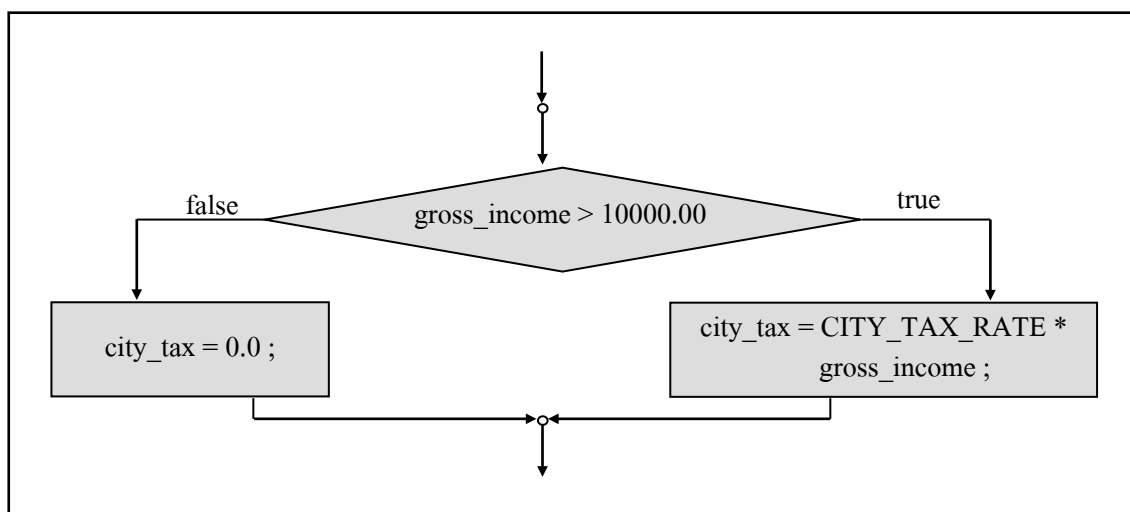 gross_income > 10000.00
false
true
city_tax = 0.0 ;
city_tax = CITY_TAX_RATE *
gross_income ;